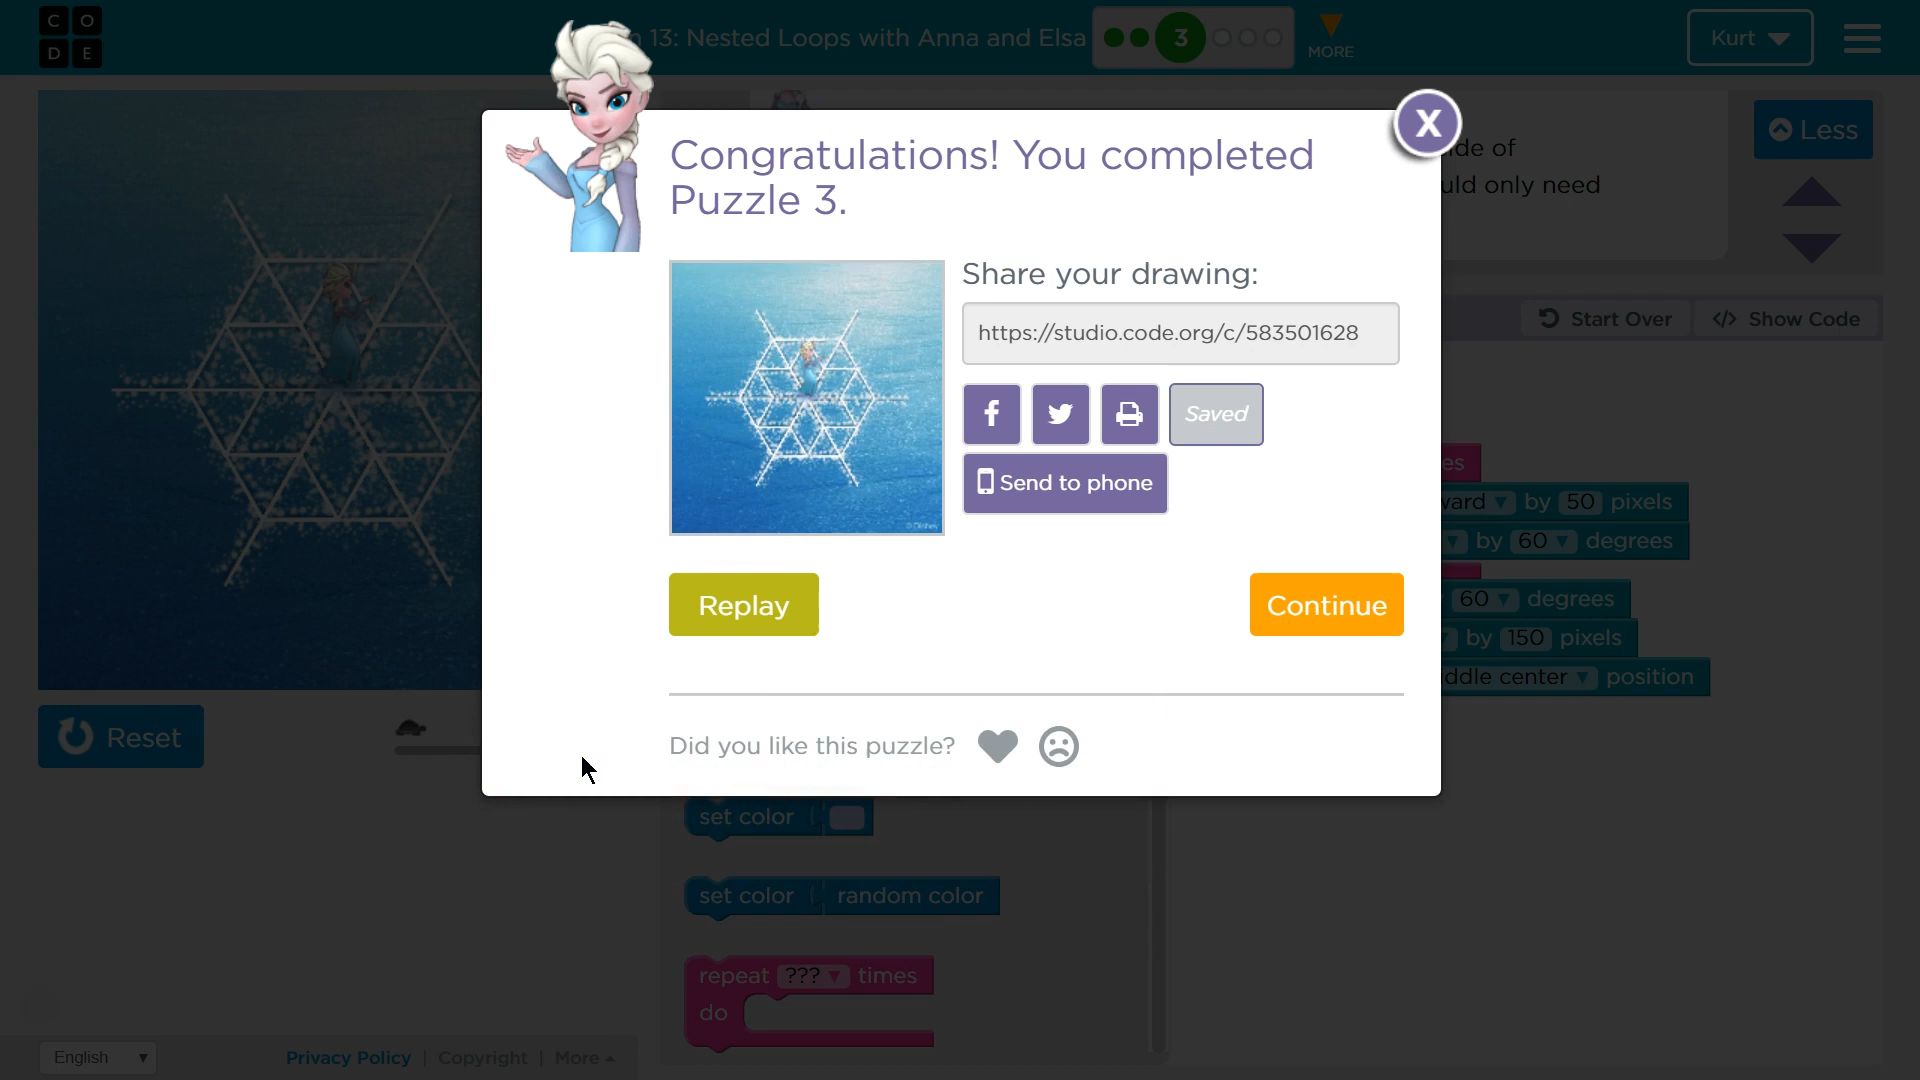 C O
D E
n 13: Nested Loops with Anna and Elsa
3
MORE
Kurt
Less
ide of
uld only need
X
Congratulations! You completed
Puzzle 3.
Share your drawing:
https://studio.code.org/c/583501628
f
Saved
Send to phone
© Disney
Replay
Continue
Did you like this puzzle?
Start Over
</> Show Code
es
ward by 50 pixels
by 60 degrees
60 degrees
by 150 pixels
ddle center position
Reset
set color
set color random color
repeat ??? times
do
English
Privacy Policy | Copyright | More